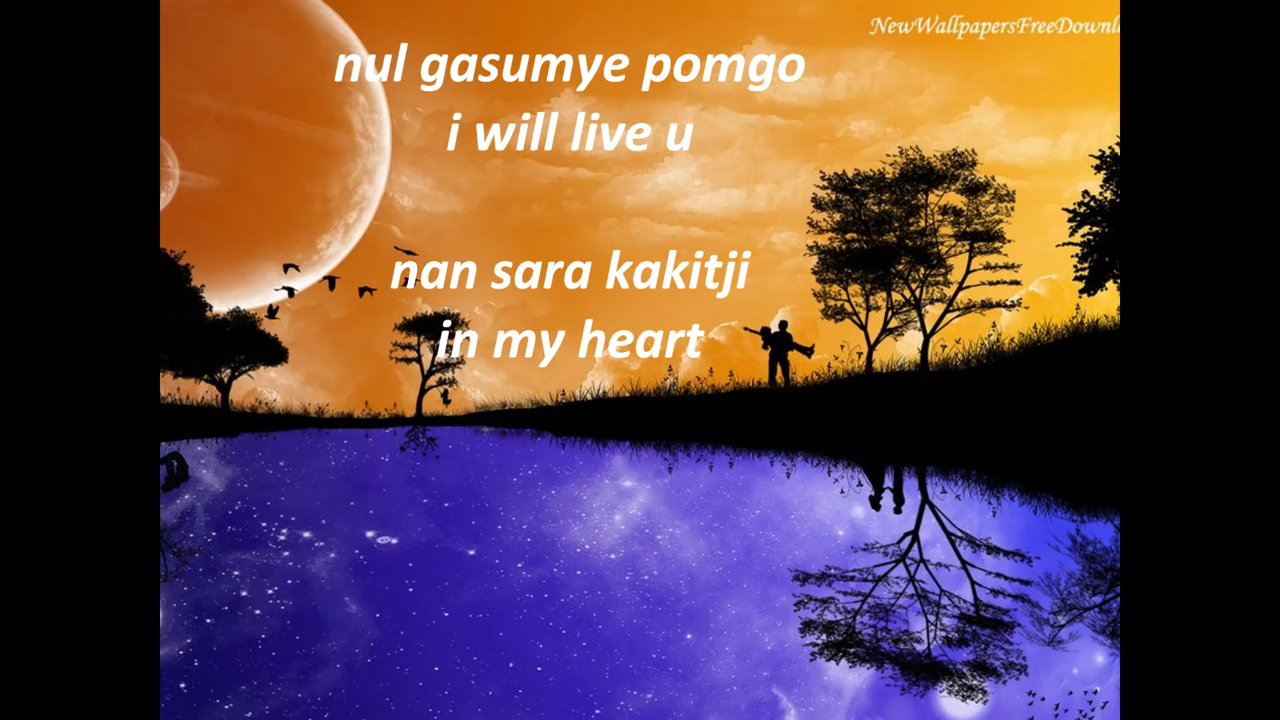 NewWallpapersFreeDownl
nul gasumye pomgo
i will live u
nan sara kakitji
in my heart